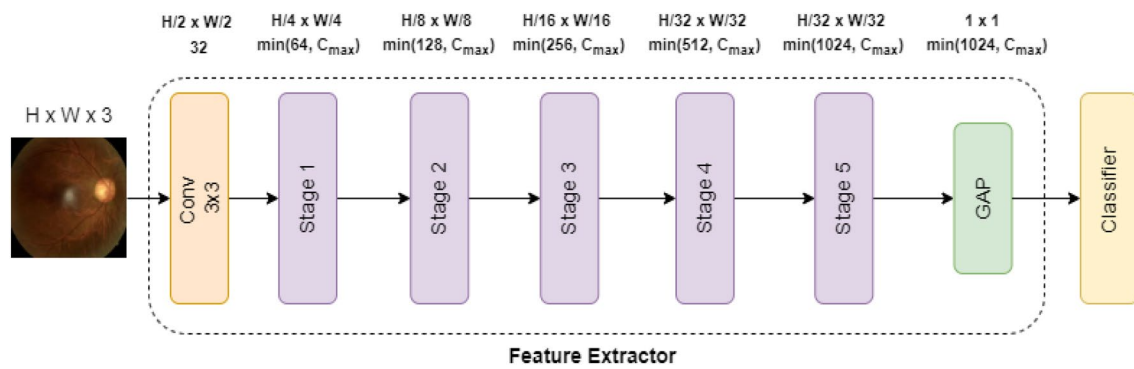 H/2 x W/2
32
H/4 x W/4
min(64, Cmax)
H/8 x W/8
min(128, Cmax)
H/16 x W/16
min(256, Cmax)
H/32 x W/32
min(512, Cmax)
H/32 x W/32
min(1024, Cmax)
1 x 1
min(1024, Cmax)
H x W x 3
Conv
3x3
Stage 1
Stage 2
Stage 3
Stage 4
Stage 5
GAP
Classifier
Feature Extractor